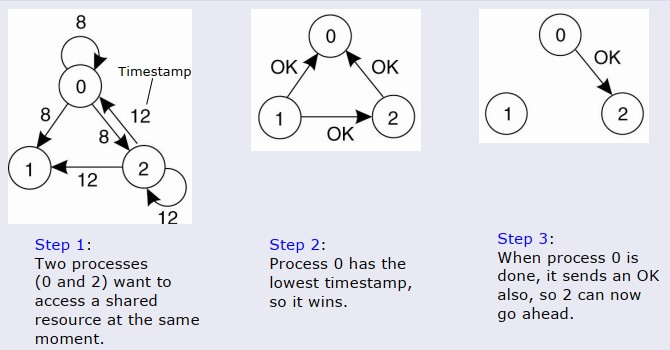 8
Timestamp
0
8
12
8
1
2
12
12
0
OK
OK
1
2
OK
0
OK
1
2
Step 1:
Two processes
(0 and 2) want to
access a shared
resource at the same
moment.
Step 2:
Process 0 has the
lowest timestamp,
so it wins.
Step 3:
When process 0 is
done, it sends an OK
also, so 2 can now
go ahead.